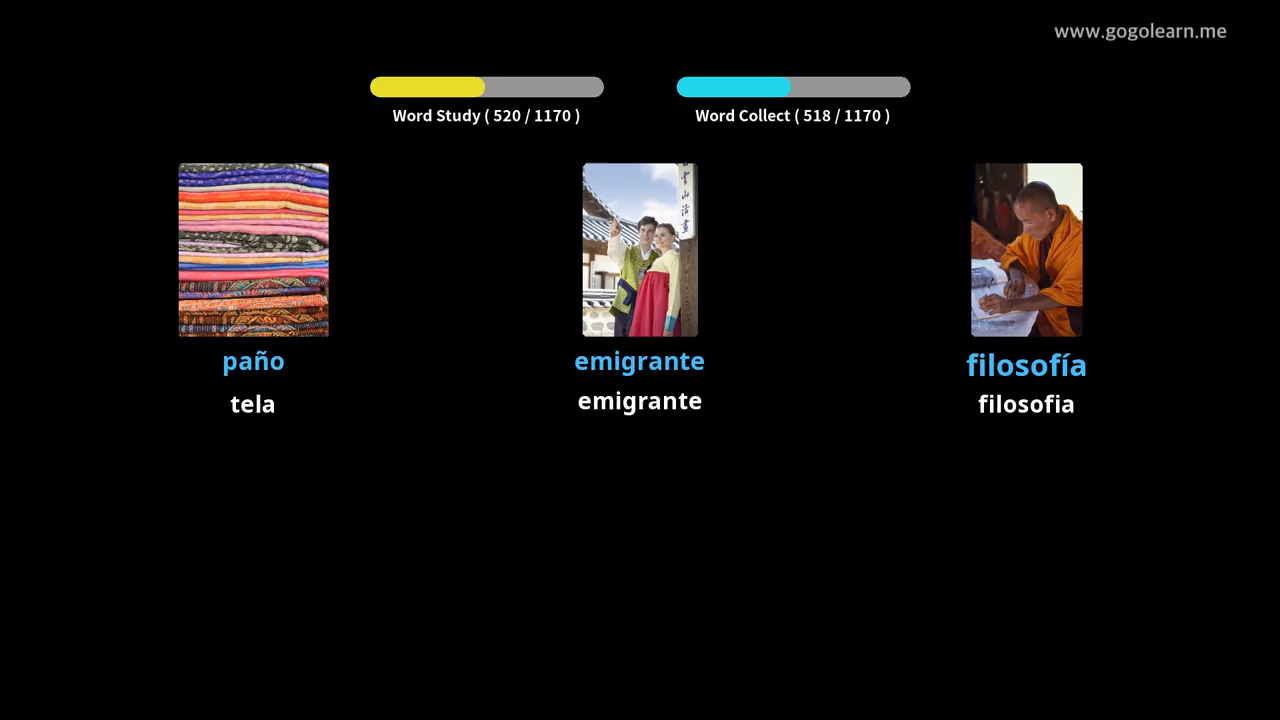 www.gogolearn.me
Word Study ( 520 / 1170 )
Word Collect ( 518 / 1170 )
paño
emigrante
filosofía
tela
emigrante
filosofia